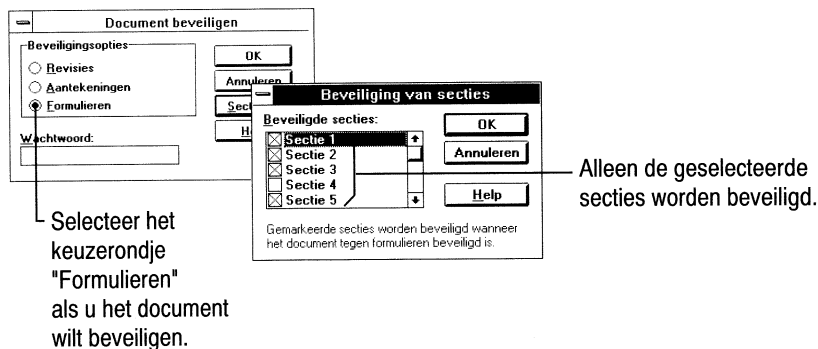 Document beveiligen
Beveiligingsopties
Revisies
Aantekeningen
Formulieren
Wachtwoord:
OK
Annuleren
Beveiliging van secties
Beveiligde secties:
Sectie 1
Sectie 2
Sectie 3
Sectie 4
Sectie 5
OK
Annuleren
Help
Gemarkeerde secties worden beveiligd wanneer
het document tegen formulieren beveiligd is.
Alleen de geselecteerde
secties worden beveiligd.
Selecteer het
keuzerondje
"Formulieren"
als u het document
wilt beveiligen.